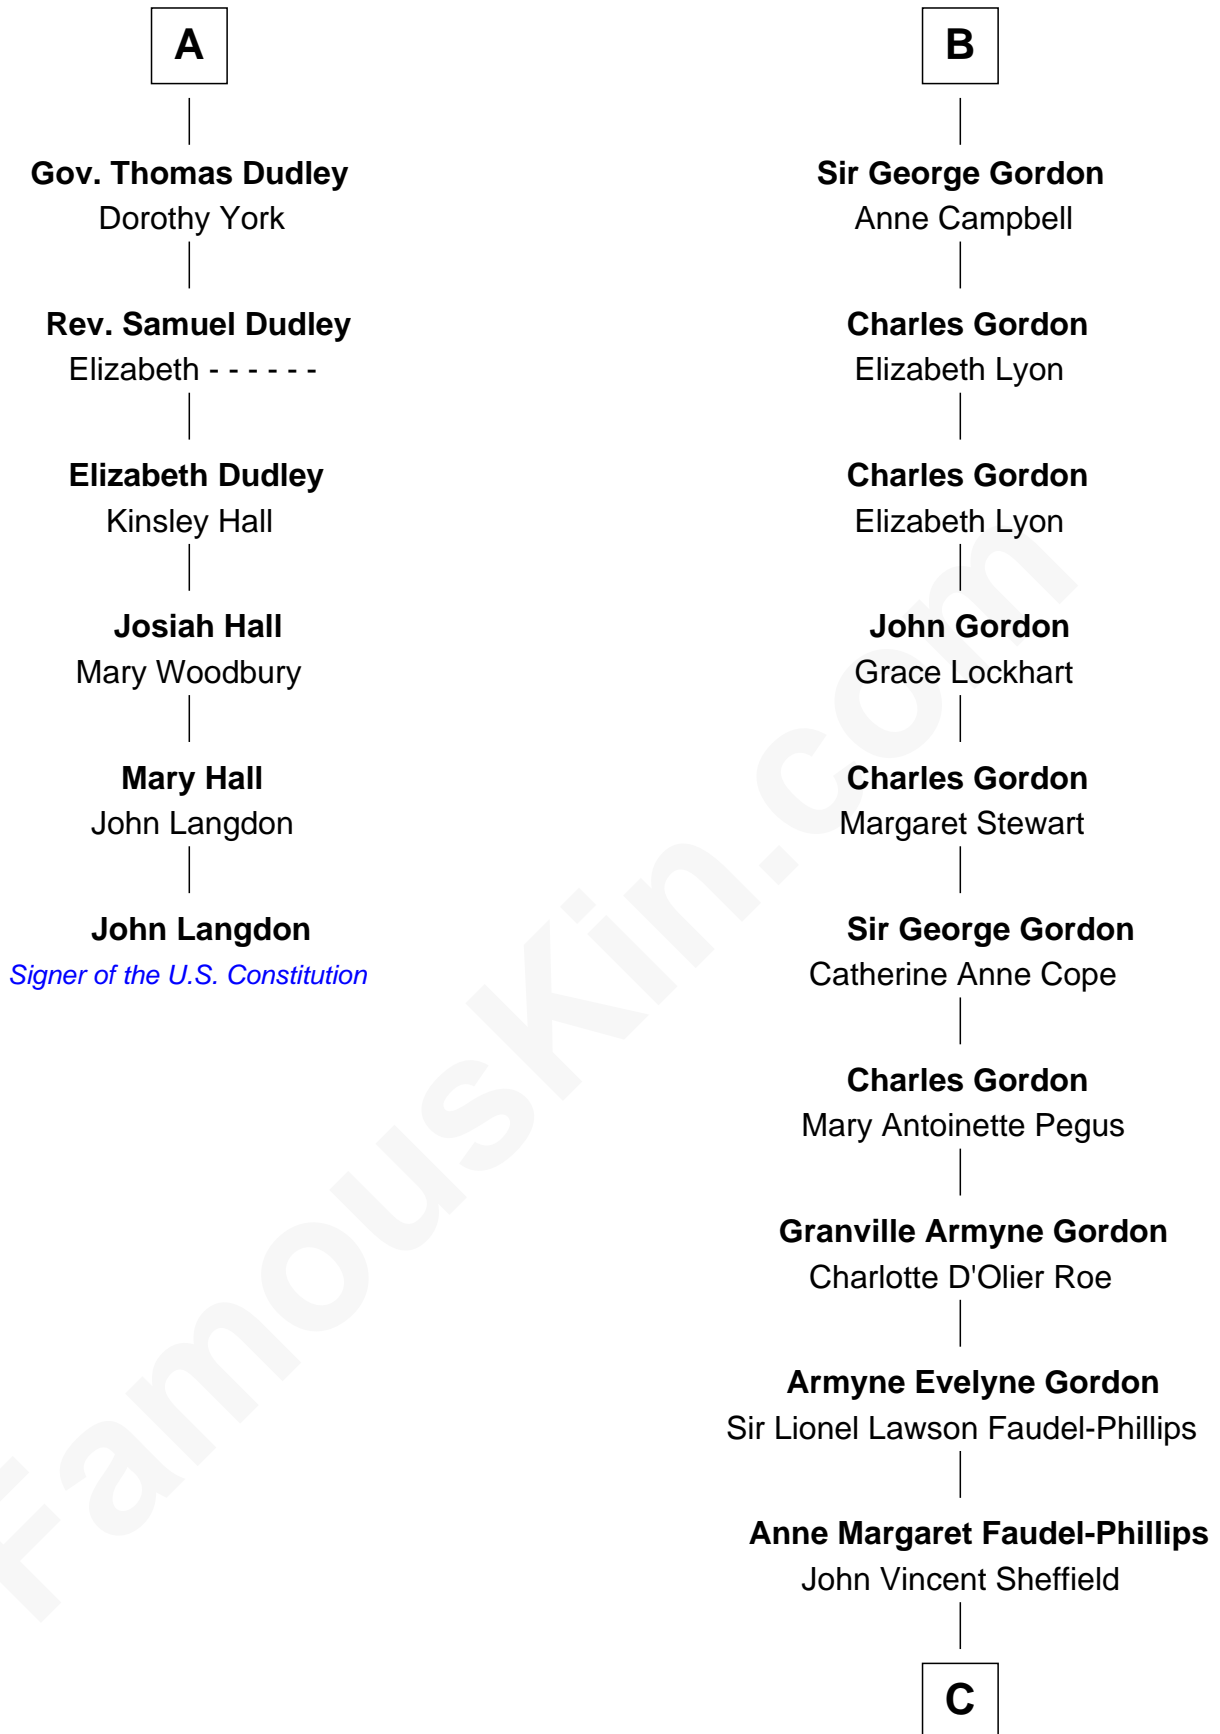 A
Gov. Thomas Dudley
Dorothy York
Rev. Samuel Dudley
Elizabeth - - - - - -
Elizabeth Dudley
Kinsley Hall
Josiah Hall
Mary Woodbury
Mary Hall
John Langdon
John Langdon
Signer of the U.S. Constitution
B
Sir George Gordon
Anne Campbell
Charles Gordon
Elizabeth Lyon
Charles Gordon
Elizabeth Lyon
John Gordon
Grace Lockhart
Charles Gordon
Margaret Stewart
Sir George Gordon
Catherine Anne Cope
Charles Gordon
Mary Antoinette Pegus
Granville Armyne Gordon
Charlotte D'Olier Roe
Armyne Evelyne Gordon
Sir Lionel Lawson Faudel-Phillips
Anne Margaret Faudel-Phillips
John Vincent Sheffield
C
FamousKin.com